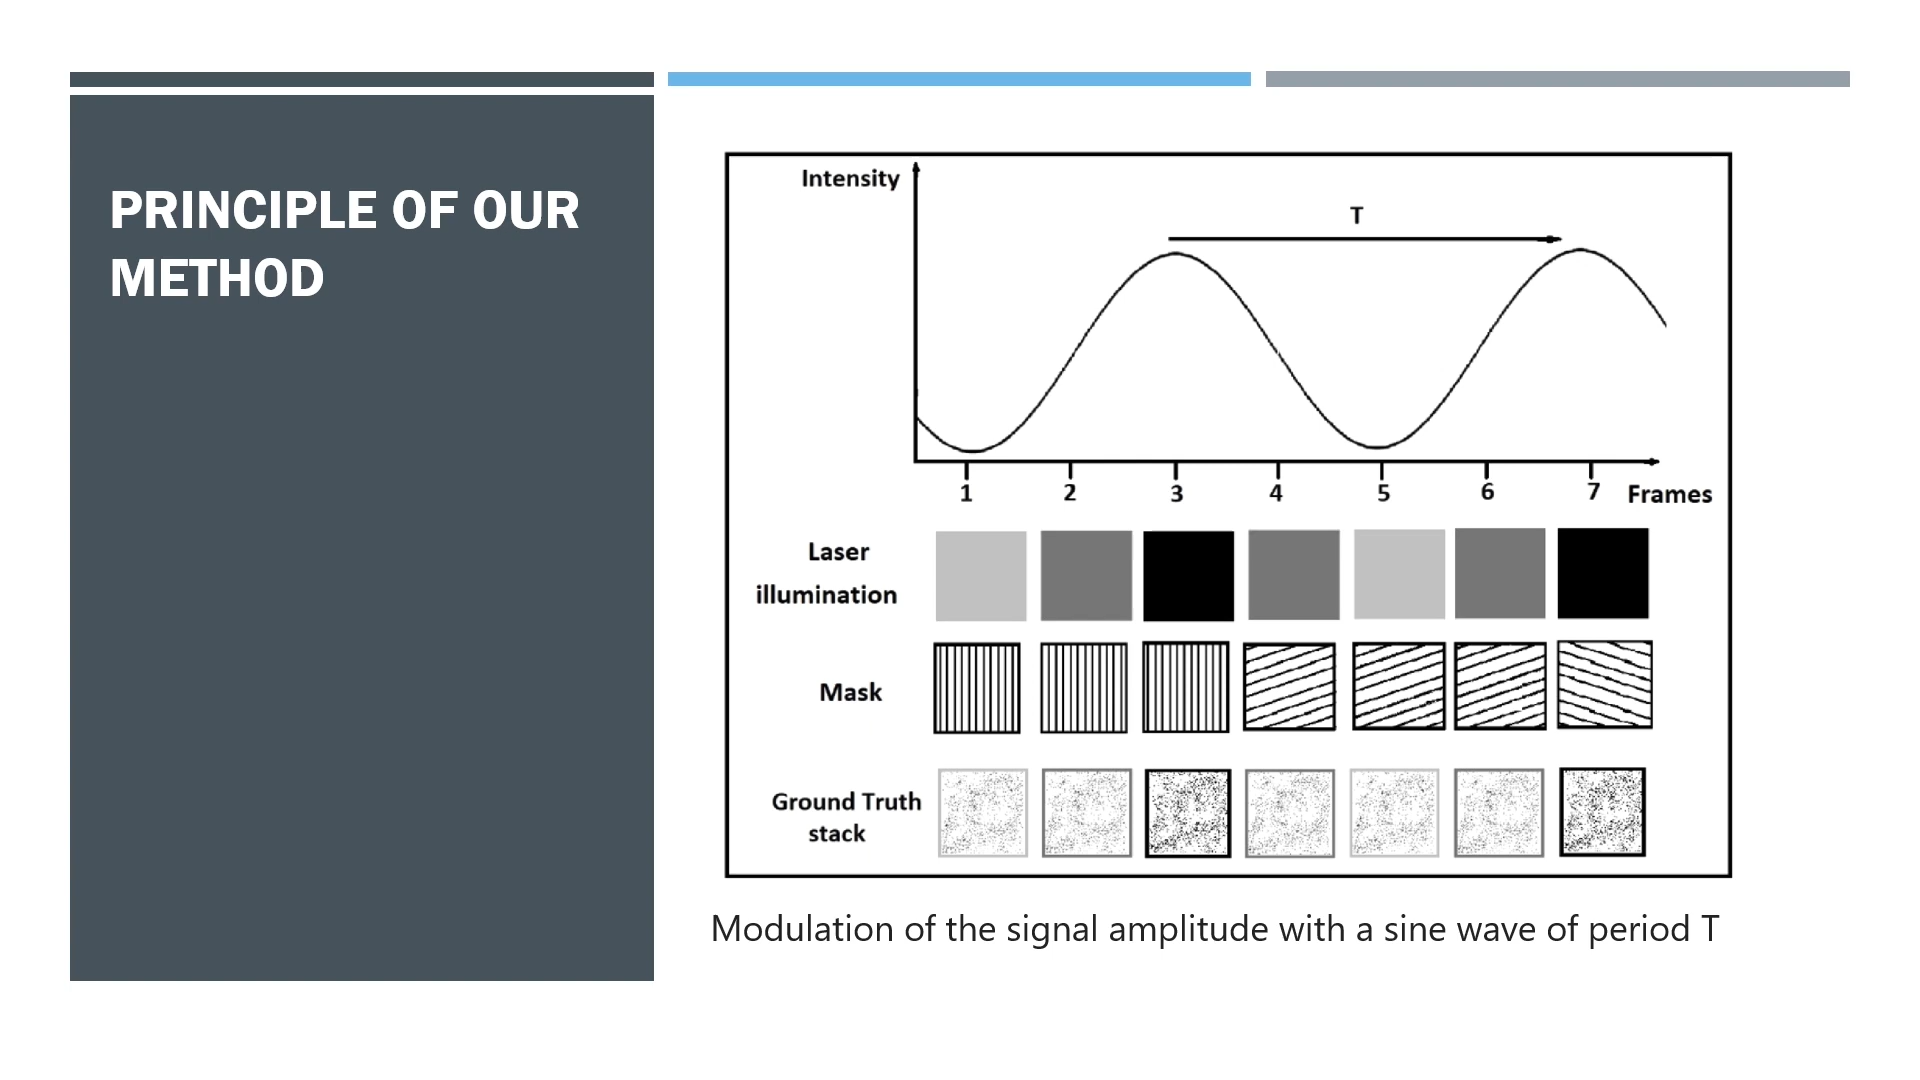 PRINCIPLE OF OUR
METHOD
Intensity
T
1 2 3 4 5 6 7 Frames
Laser
illumination
Mask
Ground Truth
stack
Modulation of the signal amplitude with a sine wave of period T